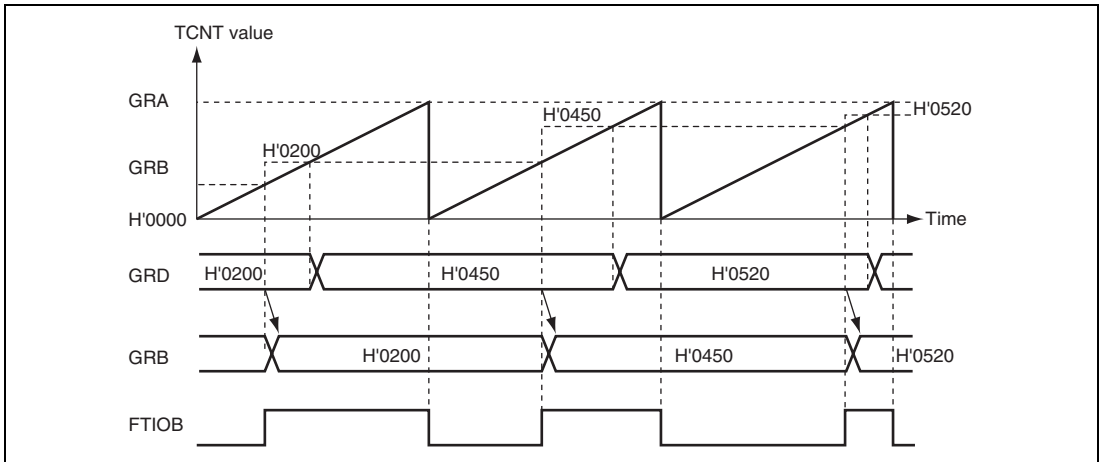 TCNT value
GRA
H'0450
H'0520
H'0200
GRB
H'0000
Time
GRD
H'0200
H'0450
H'0520
GRB
H'0200
H'0450
H'0520
FTIOB